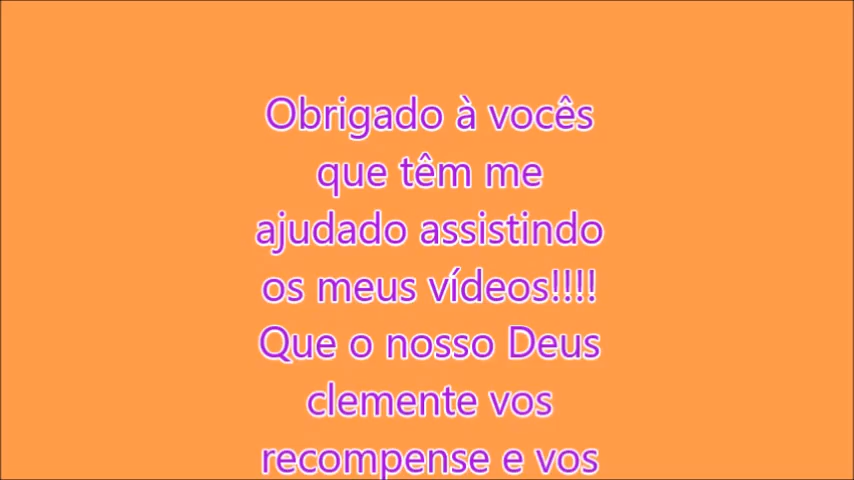 Obrigado à vocês
que têm me
ajudado assistindo
os meus vídeos!!!!
Que o nosso Deus
clemente vos
recompense e vos